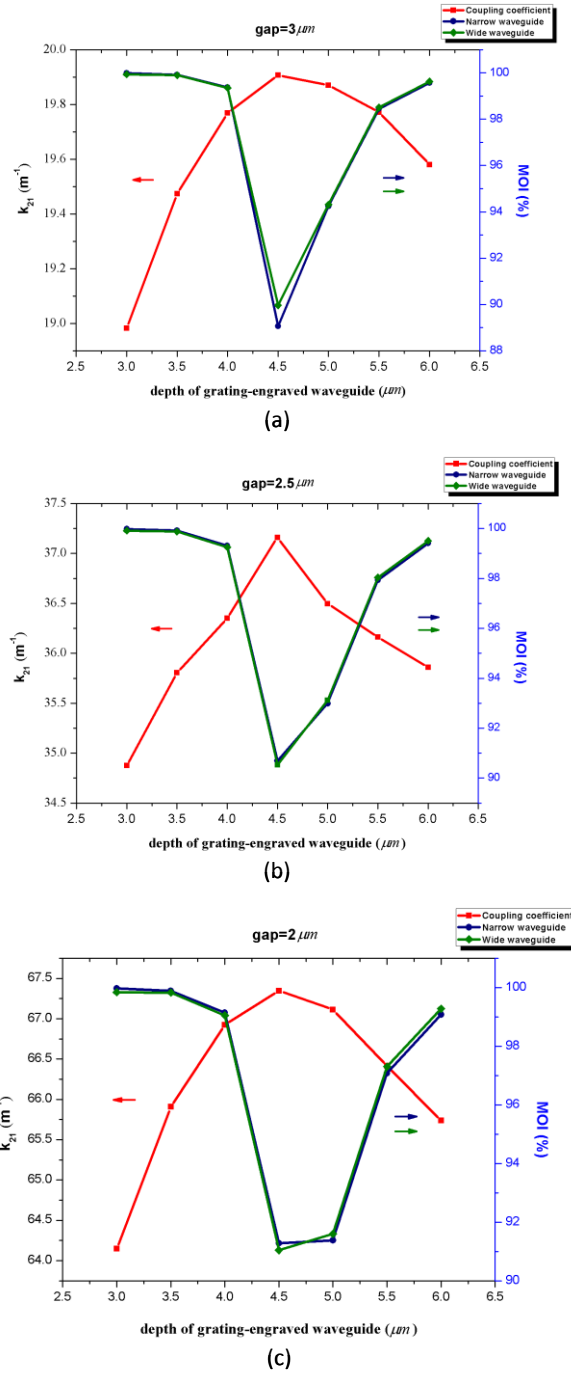 gap=3μm
Coupling coefficient
Narrow waveguide
Wide waveguide
20.0
19.8
19.6
19.4
19.2
19.0
k21 (m-1)
100
98
96
94
92
90
88
MOI (%)
2.5 3.0 3.5 4.0 4.5 5.0 5.5 6.0 6.5
depth of grating-engraved waveguide (μm)
(a)
gap=2.5μm
Coupling coefficient
Narrow waveguide
Wide waveguide
37.5
37.0
36.5
36.0
35.5
35.0
34.5
k21 (m-1)
100
98
96
94
92
90
MOI (%)
2.5 3.0 3.5 4.0 4.5 5.0 5.5 6.0 6.5
depth of grating-engraved waveguide (μm)
(b)
gap=2μm
Coupling coefficient
Narrow waveguide
Wide waveguide
67.5
67.0
66.5
66.0
65.5
65.0
64.5
64.0
k21 (m-1)
100
98
96
94
92
90
MOI (%)
2.5 3.0 3.5 4.0 4.5 5.0 5.5 6.0 6.5
depth of grating-engraved waveguide (μm)
(c)